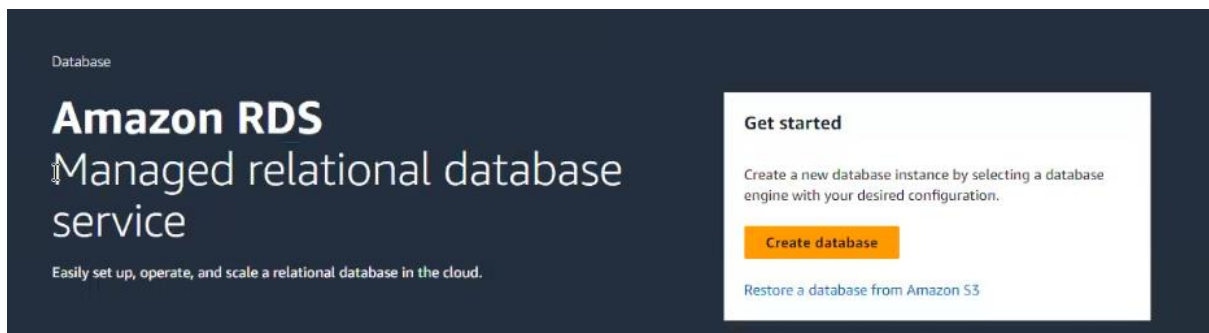 Database
Amazon RDS
Managed relational database
service
Easily set up, operate, and scale a relational database in the cloud.
Get started
Create a new database instance by selecting a database
engine with your desired configuration.
Create database
Restore a database from Amazon S3